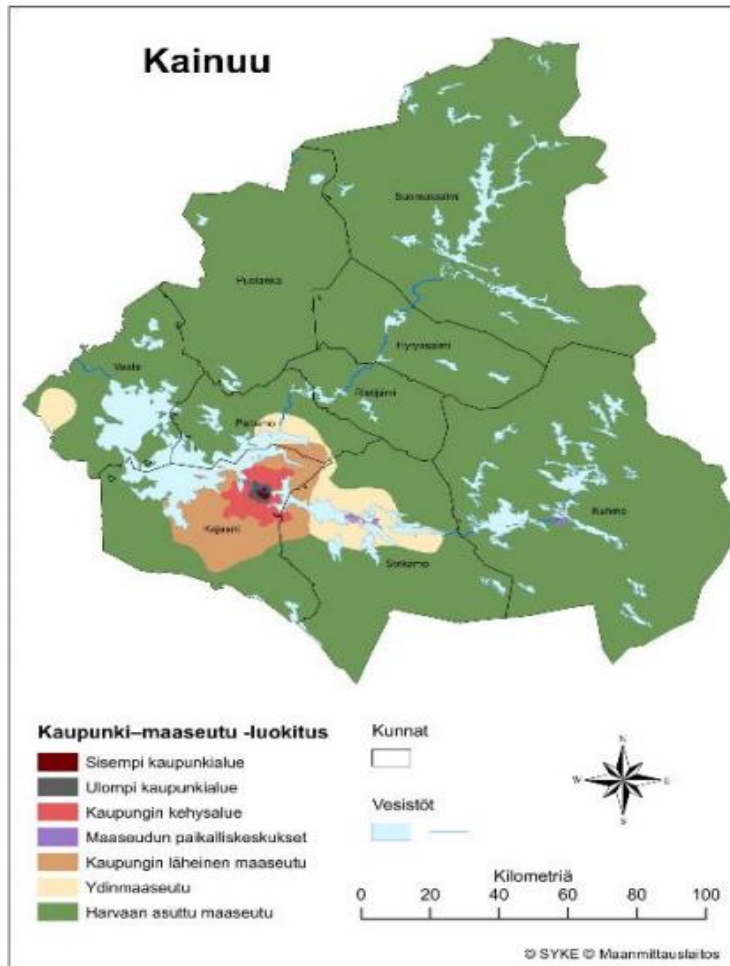 Kainuu
Suomussalmi
Puolanka
Hyrynsalmi
Vaala
Ristijärvi
Paltamo
Kuhmo
Kajaani
Sotkamo
Kaupunki–maaseutu -luokitus
Sisempi kaupunkialue
Ulompi kaupunkialue
Kaupungin kehysalue
Maaseudun paikalliskeskukset
Kaupungin läheinen maaseutu
Ydinmaaseutu
Harvaan asuttu maaseutu
Kunnat
Vesistöt
N
W
E
S
Kilometriä
0 20 40 60 80 100
© SYKE © Maanmittauslaitos